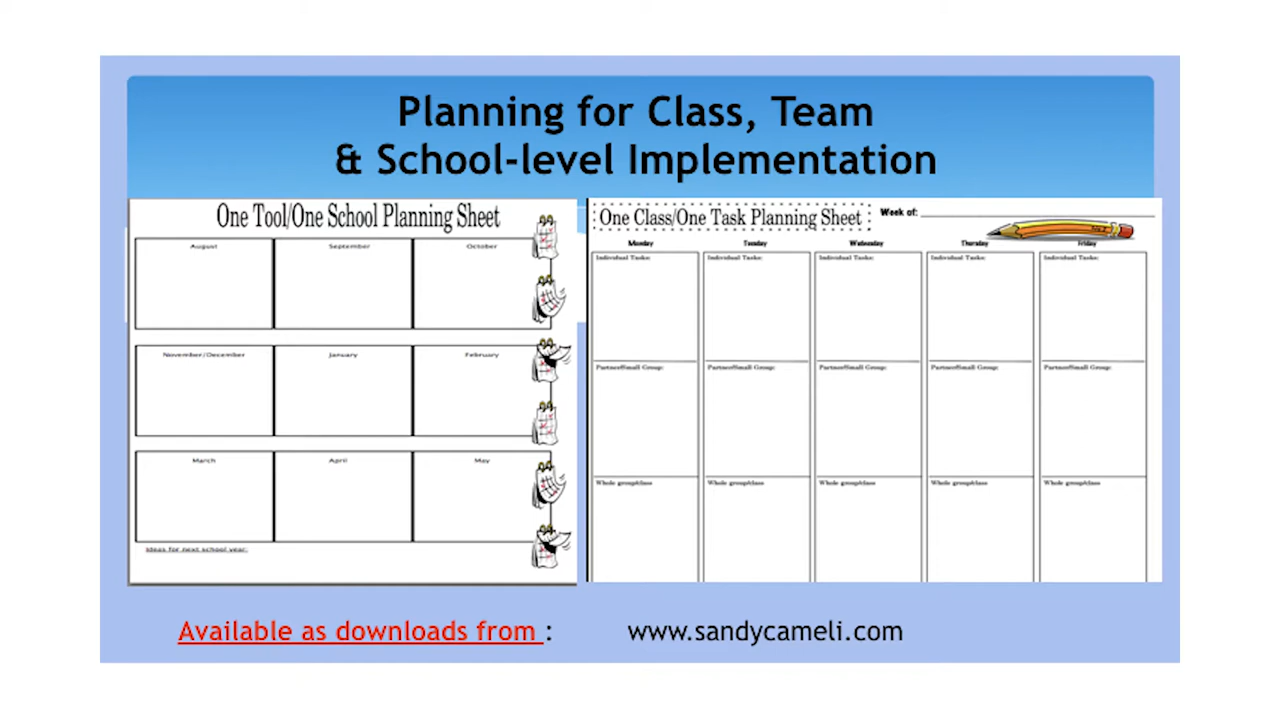 Planning for Class, Team
& School-level Implementation
One Tool/One School Planning Sheet
August September October
November/December January February
March April May
Ideas for next school year:
One Class/One Task Planning Sheet Week of:
No 2
Monday Tuesday Wednesday Thursday Friday
Individual Tasks: Individual Tasks: Individual Tasks: Individual Tasks: Individual Tasks:
Partner/Small Group: Partner/Small Group: Partner/Small Group: Partner/Small Group: Partner/Small Group:
Whole group/class Whole group/class Whole group/class Whole group/class Whole group/class
Available as downloads from : www.sandycameli.com